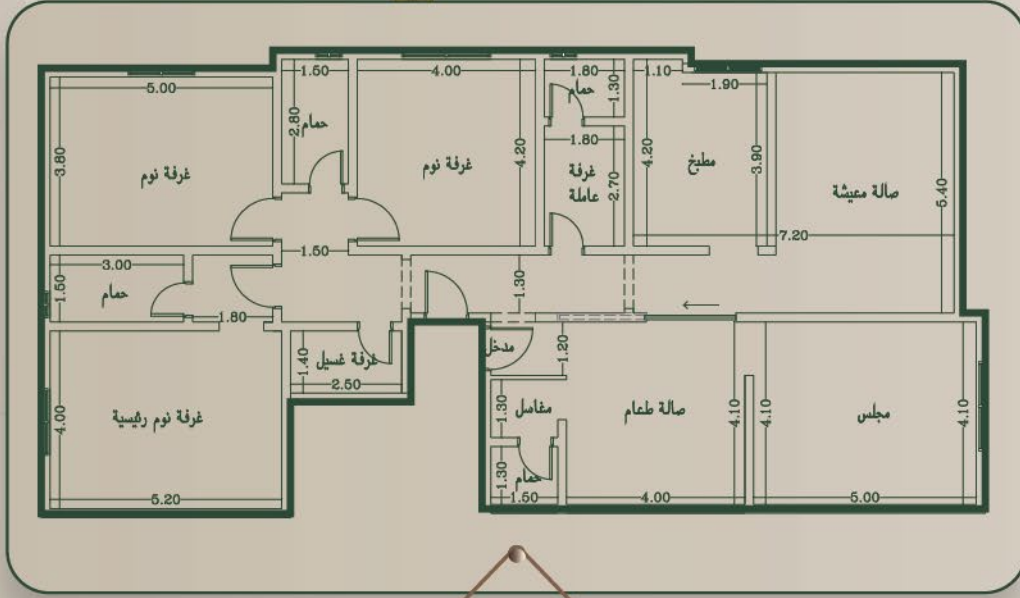 1.50
4.00
1.80
1.10
1.90
5.00
حمام
1.30
2.80
حمام
1.80
3.80
غرفة نوم
غرفة نوم
4.20
غرفة
عاملة
2.70
4.20
مطبخ
3.90
صالة معيشة
5.40
7.20
1.50
3.00
1.50
حمام
1.30
1.80
مدخل
1.20
غرفة غسيل
1.40
2.50
4.00
غرفة نوم رئيسية
5.20
1.30
مغاسل
صالة طعام
4.10
4.10
مجلس
4.10
1.30
حمام
1.50
4.00
5.00